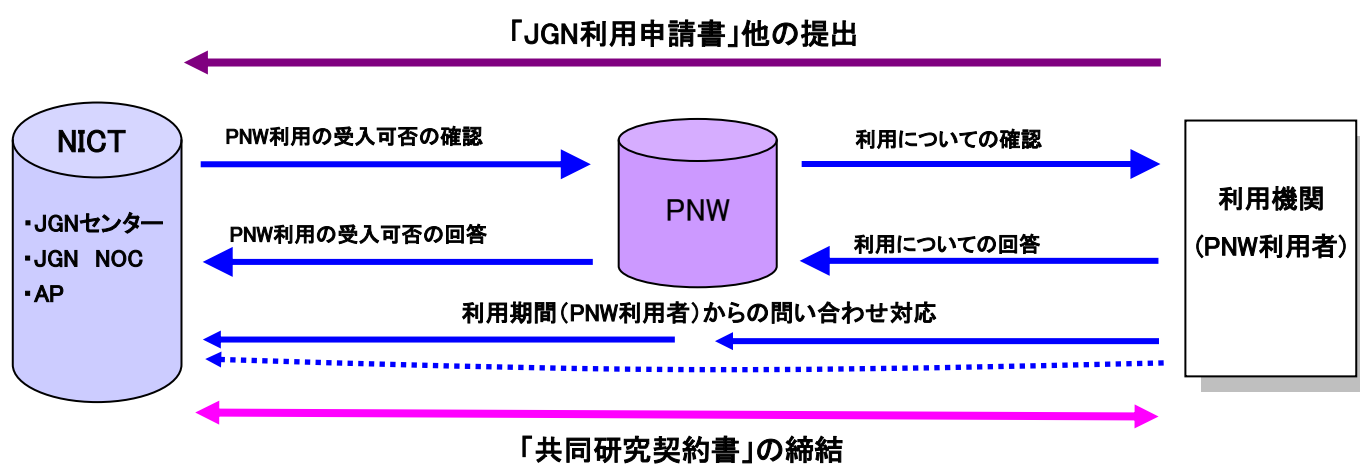 「JGN利用申請書」他の提出
NICT
・JGNセンター
・JGN　NOC
・AP
PNW利用の受入可否の確認
PNW利用の受入可否の回答
PNW
利用についての確認
利用についての回答
利用機関
(PNW利用者)
利用期間(PNW利用者)からの問い合わせ対応
「共同研究契約書」の締結